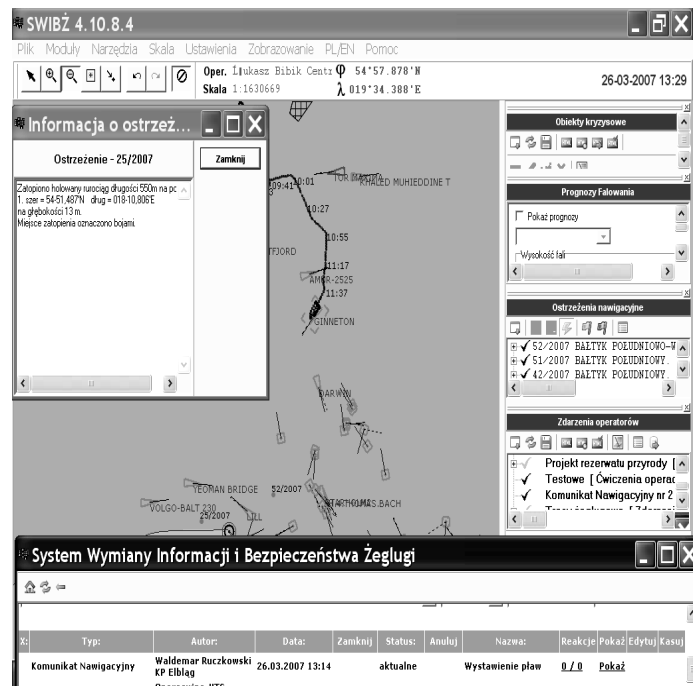 SWIBŻ 4.10.8.4
Plik Moduły Narzędzia Skala Ustawienia Zobrazowanie PL/EN Pomoc
Oper. Łukasz Bibik Centr φ 54°57.878'N
Skala 1:1630669 λ 019°34.388'E
26-03-2007 13:29
Informacja o ostrzeż...
Ostrzeżenie - 25/2007
Zamknij
Zatopiono holowany rurociąg długości 550m na pc
1. szer = 54-51,487N dług = 018-10,806E
na głębokości 13 m.
Miejsce zatopienia oznaczono bojami.
09:41
10:01
KHALED MUHIEDDINE T
10:27
10:55
TFJORD
11:17
AMER-2525
11:37
GINNETON
DARWIN
YEOMAN BRIDGE
52/2007
VOLGO-BALT 230
25/2007
S.BACH
Obiekty kryzysowe
Prognozy Falowania
Pokaż prognozy
Wysokość fali
Ostrzeżenia nawigacyjne
52/2007 BAŁTYK POŁUDNIOWO-W
51/2007 BAŁTYK POŁUDNIOWY.
42/2007 BAŁTYK POŁUDNIOWY.
Zdarzenia operatorów
Projekt rezerwatu przyrody [
Testowe [ Ćwiczenia operac
Komunikat Nawigacyjny nr 2
System Wymiany Informacji i Bezpieczeństwa Żeglugi
X: Typ: Autor: Data: Zamknij Status: Anuluj Nazwa: Reakcje Pokaż Edytuj Kasuj
Komunikat Nawigacyjny Waldemar Ruczkowski 26.03.2007 13:14 aktualne Wystawienie pław 0 / 0 Pokaż
KP Elbląg